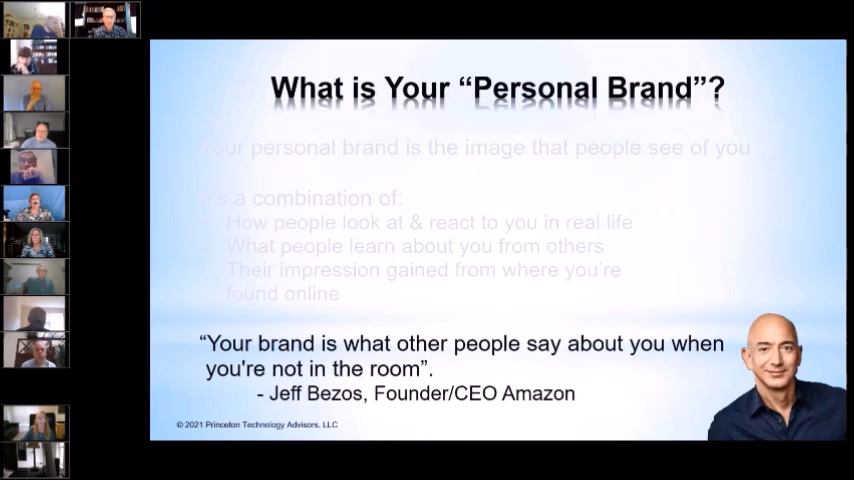 What is Your “Personal Brand”?
Your personal brand is the image that people see of you
It's a combination of:
How people look at & react to you in real life
What people learn about you from others
Their impression gained from where you're
found online
“Your brand is what other people say about you when
you're not in the room”.
- Jeff Bezos, Founder/CEO Amazon
© 2021 Princeton Technology Advisors, LLC